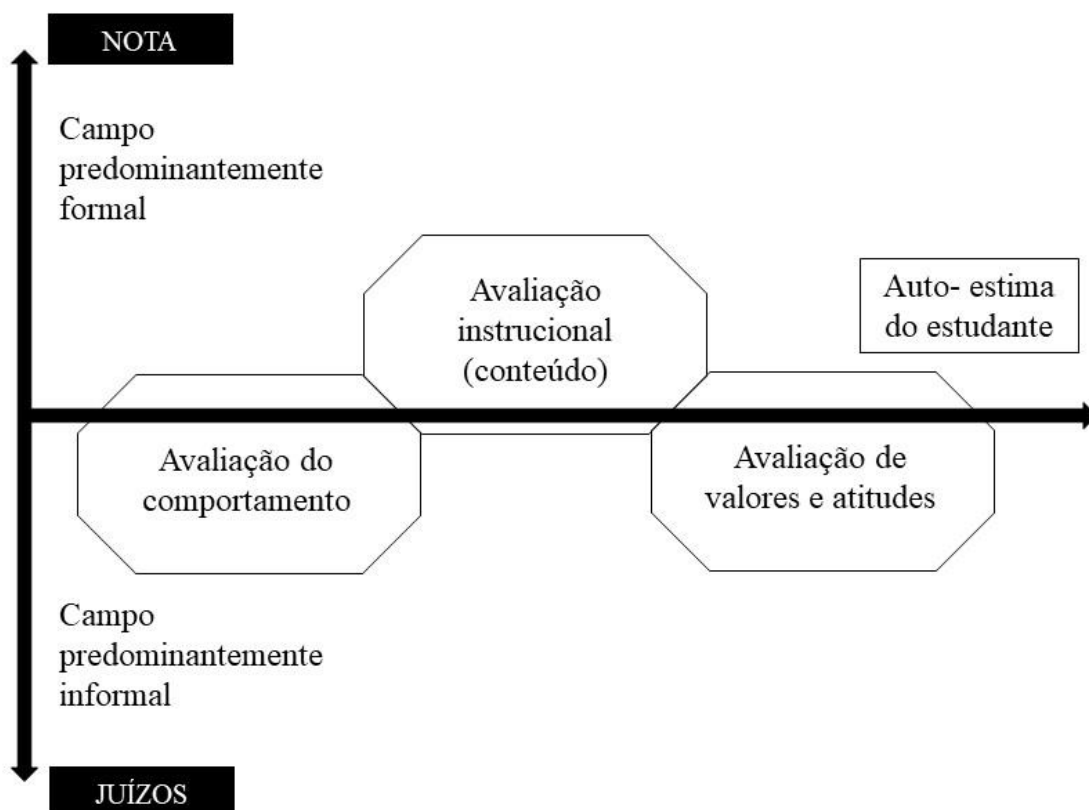 NOTA
Campo
predominantemente
formal
Avaliação
instrucional
(conteúdo)
Auto- estima
do estudante
Avaliação do
comportamento
Avaliação de
valores e atitudes
Campo
predominantemente
informal
JUÍZOS